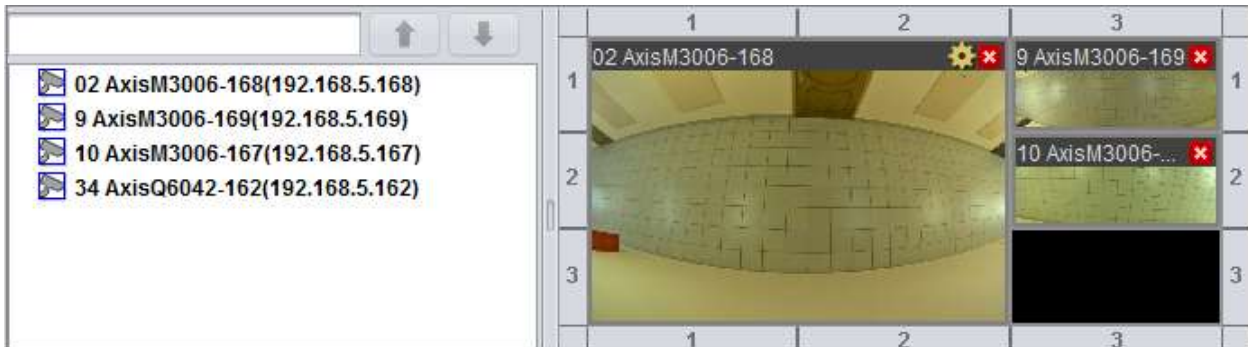 02 AxisM3006-168(192.168.5.168)
9 AxisM3006-169(192.168.5.169)
10 AxisM3006-167(192.168.5.167)
34 AxisQ6042-162(192.168.5.162)
1 2 3
02 AxisM3006-168
9 AxisM3006-169
1 1
10 AxisM3006-...
2 2
3 3
1 2 3